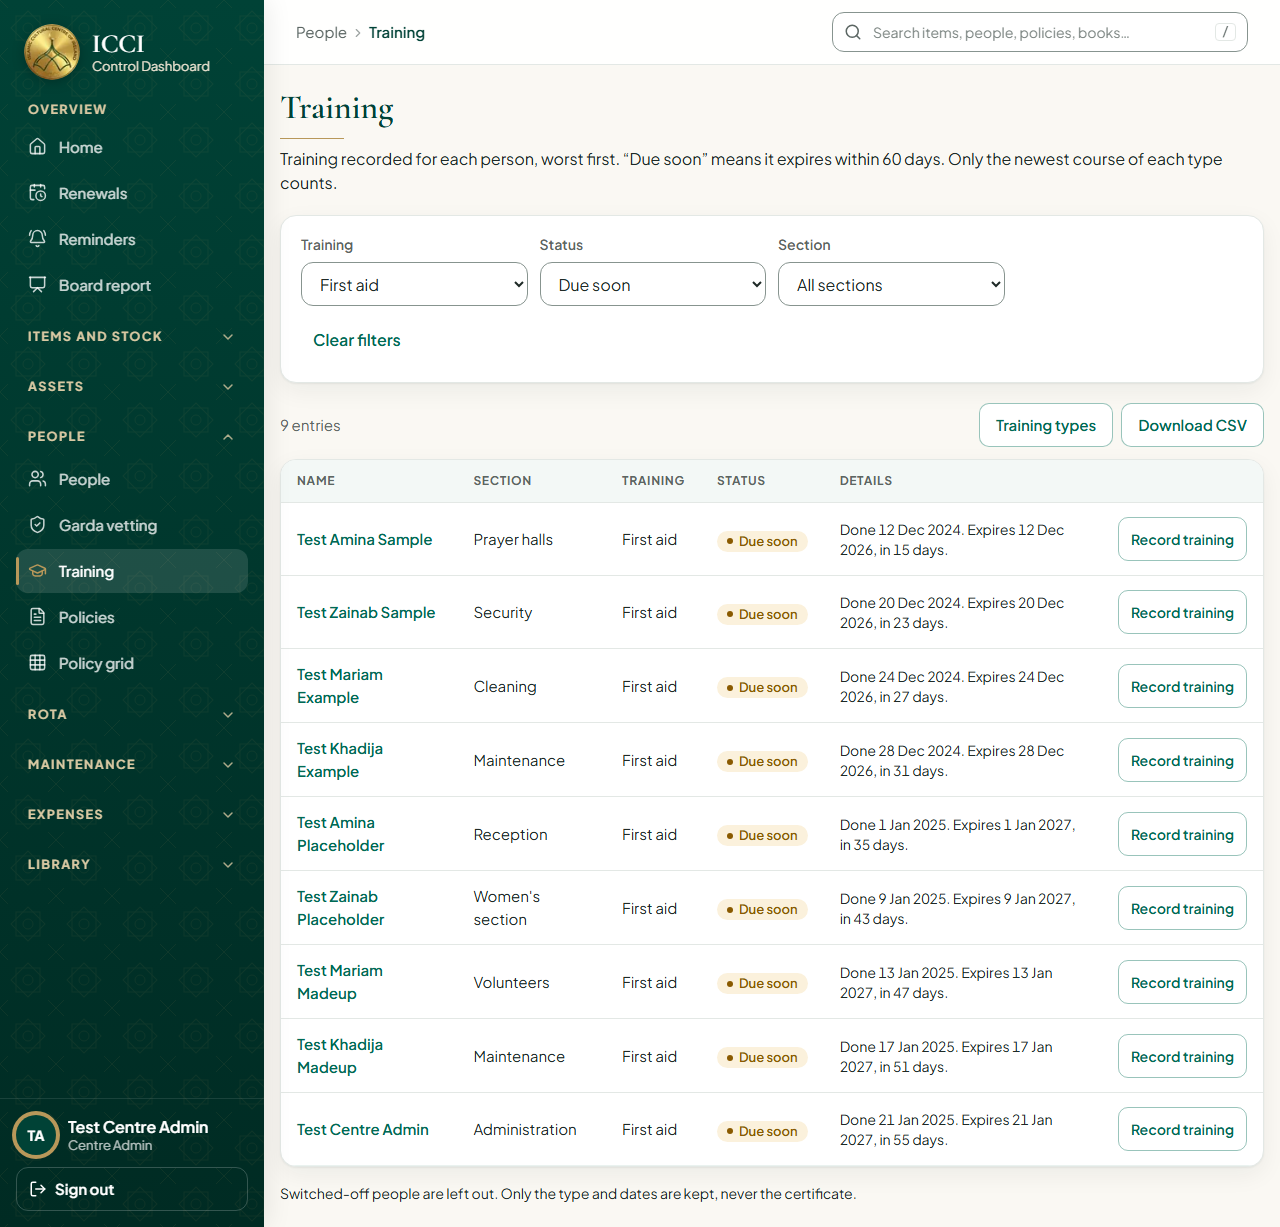 ICCI
Control Dashboard
OVERVIEW
Home
Renewals
Reminders
Board report
ITEMS AND STOCK
ASSETS
PEOPLE
People
Garda vetting
Training
Policies
Policy grid
ROTA
MAINTENANCE
EXPENSES
LIBRARY
TA
Test Centre Admin
Centre Admin
Sign out
People > Training
Search items, people, policies, books...
/
Training
Training recorded for each person, worst first. “Due soon” means it expires within 60 days. Only the newest course of each type
counts.
Training Status Section
First aid Due soon All sections
Clear filters
9 entries Training types Download CSV
NAME SECTION TRAINING STATUS DETAILS
Test Amina Sample Prayer halls First aid Due soon Done 12 Dec 2024. Expires 12 Dec
2026, in 15 days. Record training
Test Zainab Sample Security First aid Due soon Done 20 Dec 2024. Expires 20 Dec
2026, in 23 days. Record training
Test Mariam
Example Cleaning First aid Due soon Done 24 Dec 2024. Expires 24 Dec
2026, in 27 days. Record training
Test Khadija
Example Maintenance First aid Due soon Done 28 Dec 2024. Expires 28 Dec
2026, in 31 days. Record training
Test Amina
Placeholder Reception First aid Due soon Done 1 Jan 2025. Expires 1 Jan 2027,
in 35 days. Record training
Test Zainab
Placeholder Women's
section First aid Due soon Done 9 Jan 2025. Expires 9 Jan 2027,
in 43 days. Record training
Test Mariam
Madeup Volunteers First aid Due soon Done 13 Jan 2025. Expires 13 Jan
2027, in 47 days. Record training
Test Khadija
Madeup Maintenance First aid Due soon Done 17 Jan 2025. Expires 17 Jan
2027, in 51 days. Record training
Test Centre Admin Administration First aid Due soon Done 21 Jan 2025. Expires 21 Jan
2027, in 55 days. Record training
Switched-off people are left out. Only the type and dates are kept, never the certificate.